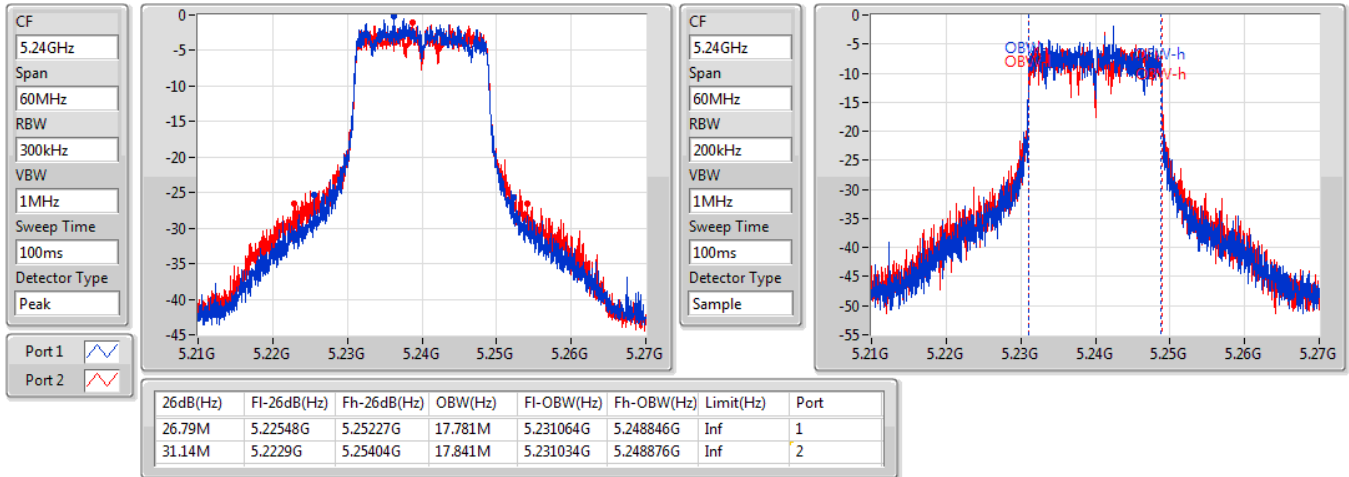 CF
5.24GHz
Span
60MHz
RBW
300kHz
VBW
1MHz
Sweep Time
100ms
Detector Type
Peak
Port 1
Port 2
0-
-5-
-10-
-15-
-20-
-25-
-30-
-35-
-40-
-45-
5.21G 5.22G 5.23G 5.24G 5.25G 5.26G 5.27G
CF
5.24GHz
Span
60MHz
RBW
200kHz
VBW
1MHz
Sweep Time
100ms
Detector Type
Sample
0-
-5-
-10-
-15-
-20-
-25-
-30-
-35-
-40-
-45-
-50-
-55-
OBW-h
OBW-h
5.21G 5.22G 5.23G 5.24G 5.25G 5.26G 5.27G
26dB(Hz) Fl-26dB(Hz) Fh-26dB(Hz) OBW(Hz) Fl-OBW(Hz) Fh-OBW(Hz) Limit(Hz) Port
26.79M 5.22548G 5.25227G 17.781M 5.231064G 5.248846G Inf 1
31.14M 5.2229G 5.25404G 17.841M 5.231034G 5.248876G Inf 2